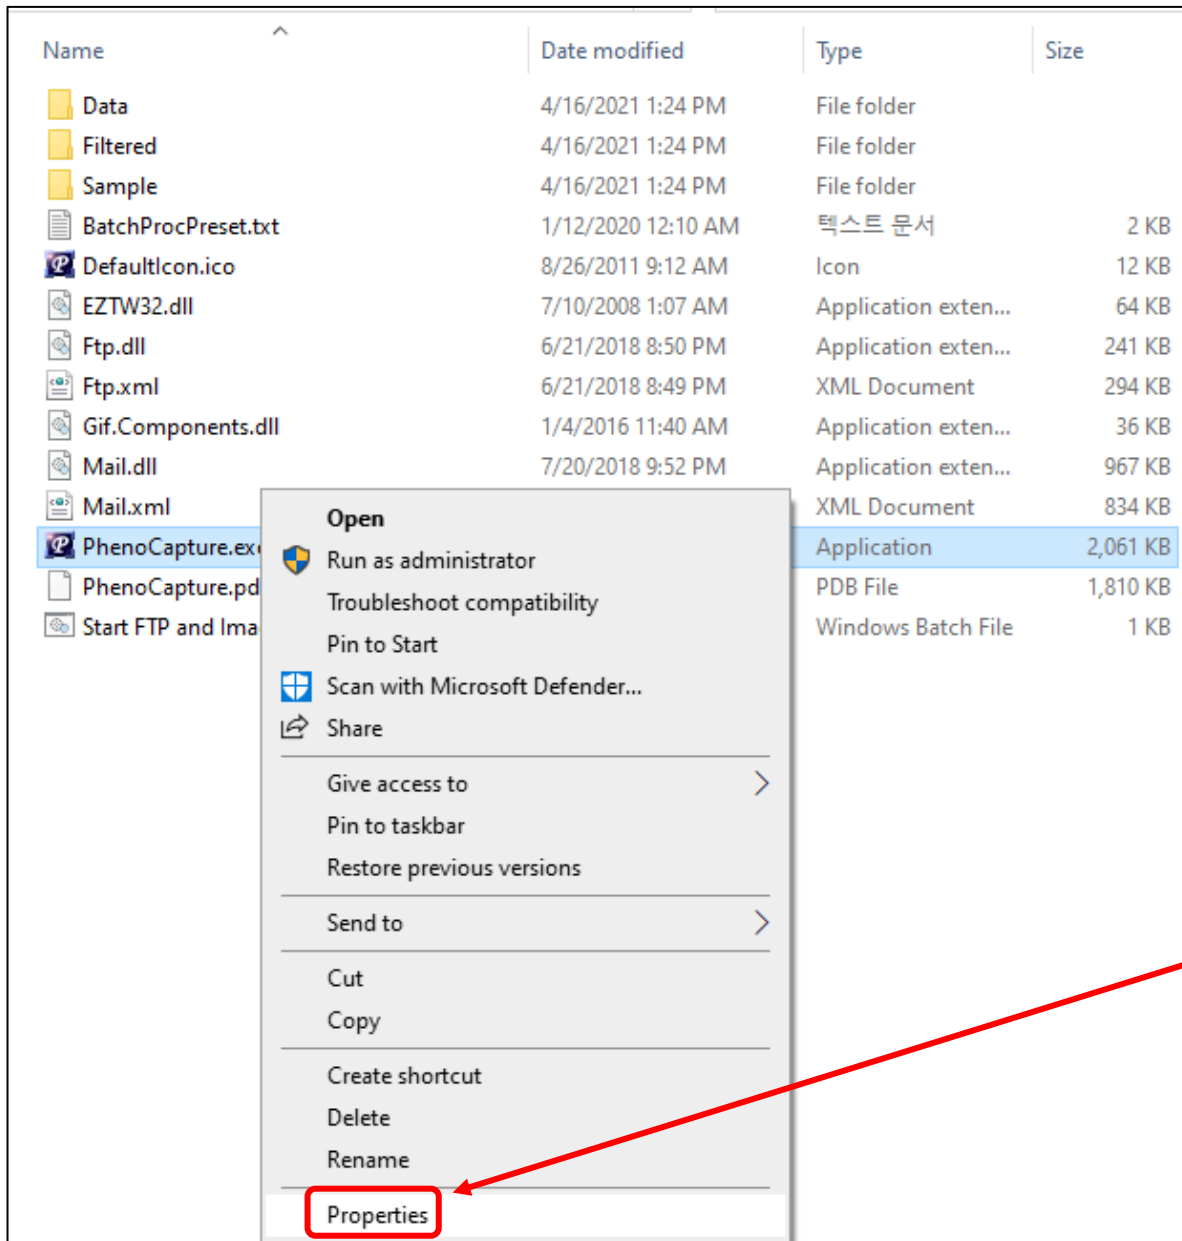 Name Date modified Type Size
Data 4/16/2021 1:24 PM File folder
Filtered 4/16/2021 1:24 PM File folder
Sample 4/16/2021 1:24 PM File folder
BatchProcPreset.txt 1/12/2020 12:10 AM 텍스트 문서 2 KB
DefaultIcon.ico 8/26/2011 9:12 AM Icon 12 KB
EZTW32.dll 7/10/2008 1:07 AM Application exten... 64 KB
Ftp.dll 6/21/2018 8:50 PM Application exten... 241 KB
Ftp.xml 6/21/2018 8:49 PM XML Document 294 KB
Gif.Components.dll 1/4/2016 11:40 AM Application exten... 36 KB
Mail.dll 7/20/2018 9:52 PM Application exten... 967 KB
Mail.xml XML Document 834 KB
PhenoCapture.exe Application 2,061 KB
PhenoCapture.pd PDB File 1,810 KB
Start FTP and Ima Windows Batch File 1 KB
Open
Run as administrator
Troubleshoot compatibility
Pin to Start
Scan with Microsoft Defender...
Share
Give access to
Pin to taskbar
Restore previous versions
Send to
Cut
Copy
Create shortcut
Delete
Rename
Properties